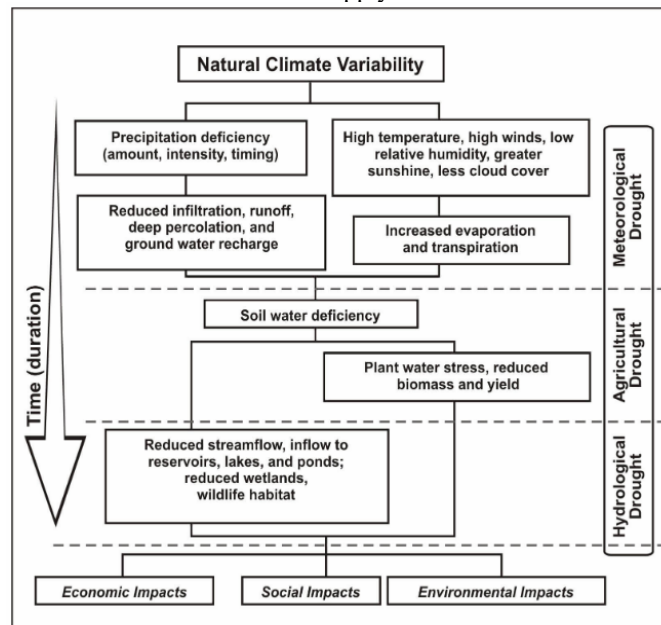 Natural Climate Variability
Precipitation deficiency
(amount, intensity, timing)
High temperature, high winds, low
relative humidity, greater
sunshine, less cloud cover
Reduced infiltration, runoff,
deep percolation, and
ground water recharge
Increased evaporation
and transpiration
Meteorological
Drought
Soil water deficiency
Plant water stress, reduced
biomass and yield
Agricultural
Drought
Time (duration)
Reduced streamflow, inflow to
reservoirs, lakes, and ponds;
reduced wetlands,
wildlife habitat
Hydrological
Drought
Economic Impacts
Social Impacts
Environmental Impacts